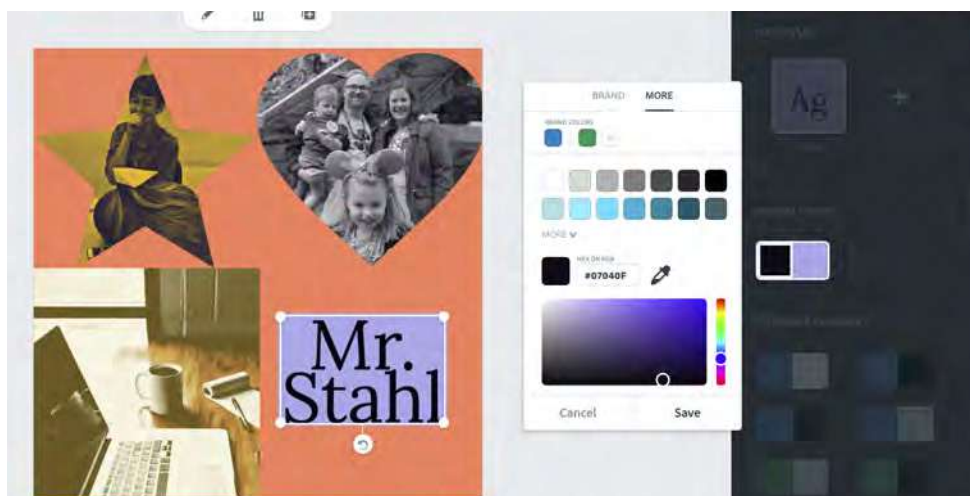 BRAND MORE
BRAND COLORS
Ag
MORE
HEX OR RGB
#07040F
Mr.
Stahl
Cancel Save